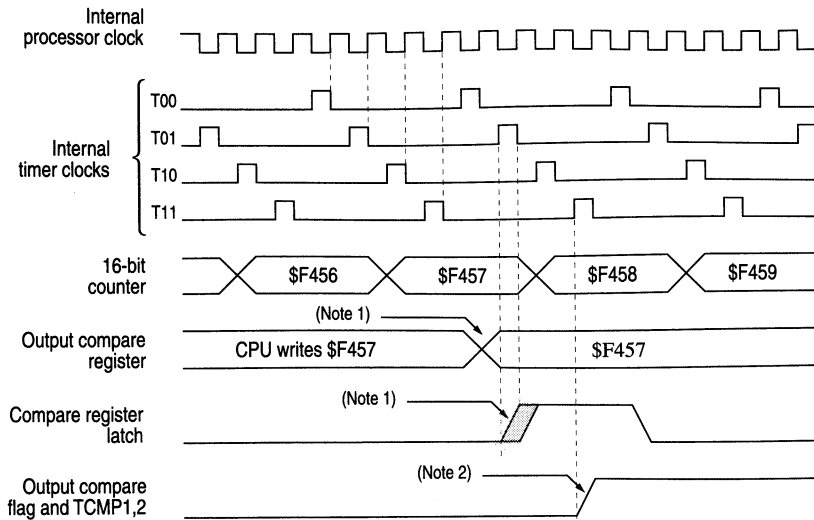 Internal
processor clock
T00
T01
Internal
timer clocks
T10
T11
16-bit
counter
$F456
$F457
$F458
$F459
(Note 1)
Output compare
register
CPU writes $F457
$F457
(Note 1)
Compare register
latch
(Note 2)
Output compare
flag and TCMP1,2